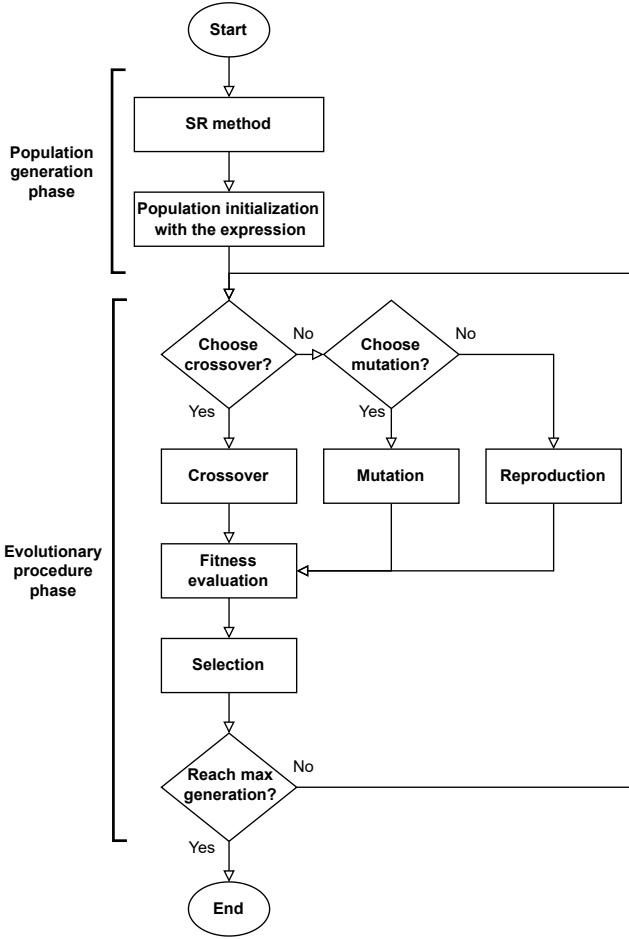 Start
Population
generation
phase
SR method
Population initialization
with the expression
Evolutionary
procedure
phase
Choose
crossover?
No
Choose
mutation?
No
Yes
Yes
Crossover
Mutation
Reproduction
Fitness
evaluation
Selection
Reach max
generation?
No
Yes
End